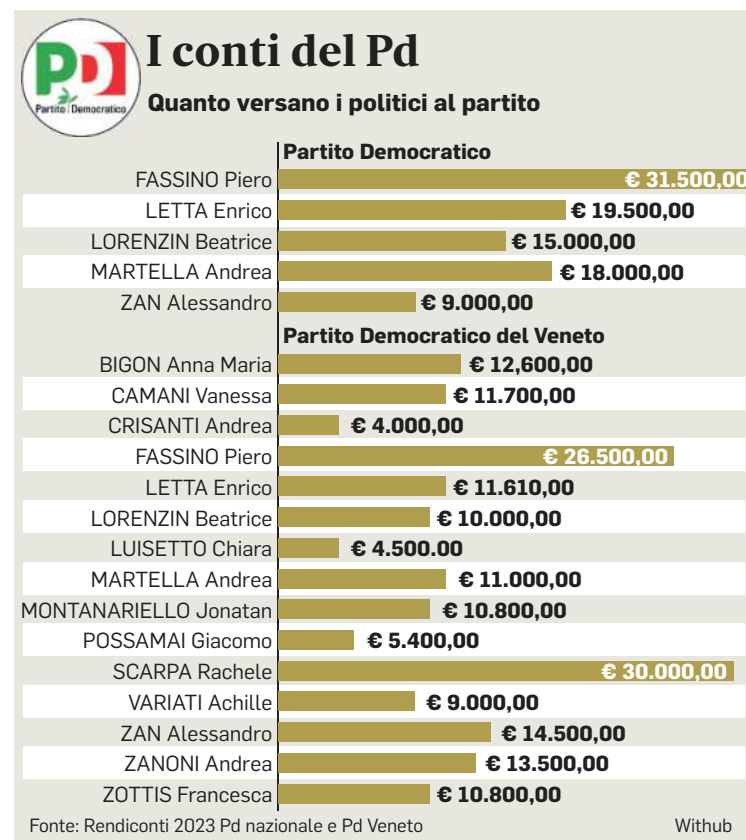 PD
Partito Democratico
I conti del Pd
Quanto versano i politici al partito
Partito Democratico
FASSINO Piero € 31.500,00
LETTA Enrico € 19.500,00
LORENZIN Beatrice € 15.000,00
MARTELLA Andrea € 18.000,00
ZAN Alessandro € 9.000,00
Partito Democratico del Veneto
BIGON Anna Maria € 12,600,00
CAMANI Vanessa € 11.700,00
CRISANTI Andrea € 4.000,00
FASSINO Piero € 26.500,00
LETTA Enrico € 11.610,00
LORENZIN Beatrice € 10.000,00
LUISETTO Chiara € 4.500.00
MARTELLA Andrea € 11.000,00
MONTANARIELLO Jonatan € 10.800,00
POSSAMAI Giacomo € 5.400,00
SCARPA Rachele € 30.000,00
VARIATI Achille € 9.000,00
ZAN Alessandro € 14.500,00
ZANONI Andrea € 13.500,00
ZOTTIS Francesca € 10.800,00
Fonte: Rendiconti 2023 Pd nazionale e Pd Veneto Withub